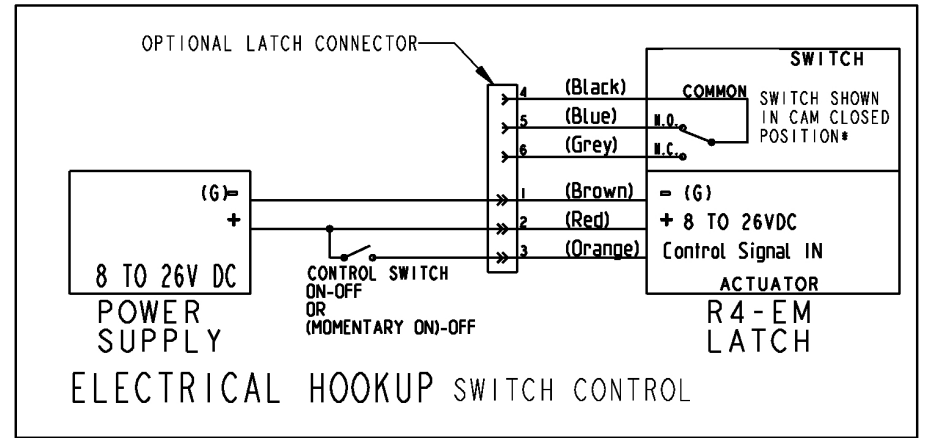 OPTIONAL LATCH CONNECTOR
SWITCH
4 (Black) COMMON
SWITCH SHOWN
IN CAM CLOSED
POSITION*
5 (Blue) N.O.
6 (Grey) N.C.
(G)- 1 (Brown) - (G)
+ 2 (Red) + 8 TO 26VDC
3 (Orange) Control Signal IN
8 TO 26V DC
CONTROL SWITCH
ON-OFF
OR
(MOMENTARY ON)-OFF
ACTUATOR
POWER
SUPPLY
R4-EM
LATCH
ELECTRICAL HOOKUP SWITCH CONTROL